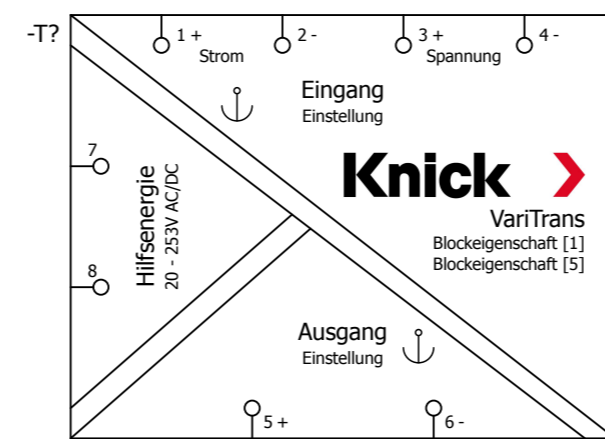 -T?
1 +
2 -
3 +
4 -
Strom
Spannung
Eingang
Einstellung
7
8
Hilfsenergie
20 - 253V AC/DC
Knick
VariTrans
Blockeigenschaft [1]
Blockeigenschaft [5]
Ausgang
Einstellung
5 +
6 -